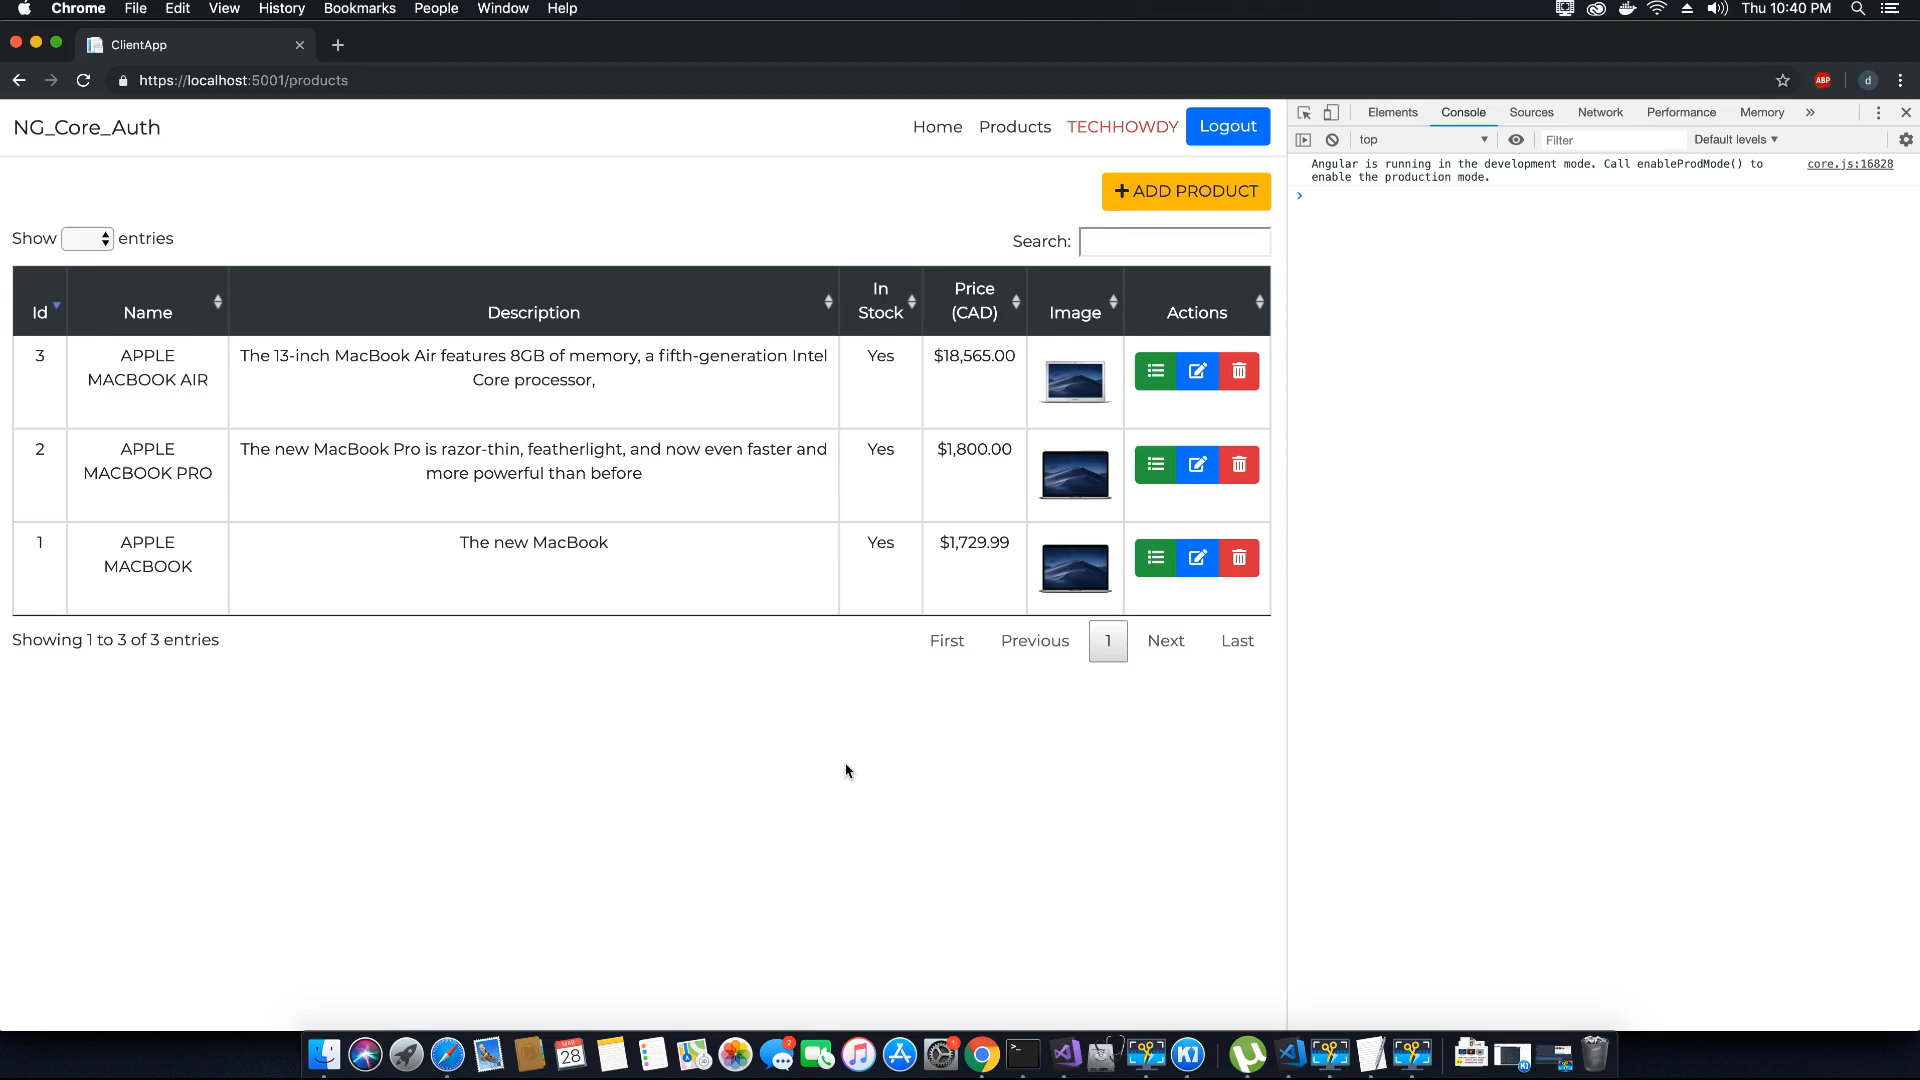 Chrome File Edit View History Bookmarks People Window Help Thu 10:40 PM
ClientApp
https://localhost:5001/products ABP d
NG_Core_Auth Home Products TECHHOWDY Logout
ADD PRODUCT
Show entries Search:
Id Name Description In Stock Price (CAD) Image Actions
3 APPLE MACBOOK AIR The 13-inch MacBook Air features 8GB of memory, a fifth-generation Intel Core processor, Yes $18,565.00
2 APPLE MACBOOK PRO The new MacBook Pro is razor-thin, featherlight, and now even faster and more powerful than before Yes $1,800.00
1 APPLE MACBOOK The new MacBook Yes $1,729.99
Showing 1 to 3 of 3 entries First Previous 1 Next Last
Elements Console Sources Network Performance Memory
top Filter Default levels
Angular is running in the development mode. Call enableProdMode() to core.js:16828
enable the production mode.
MAR
28
2
1